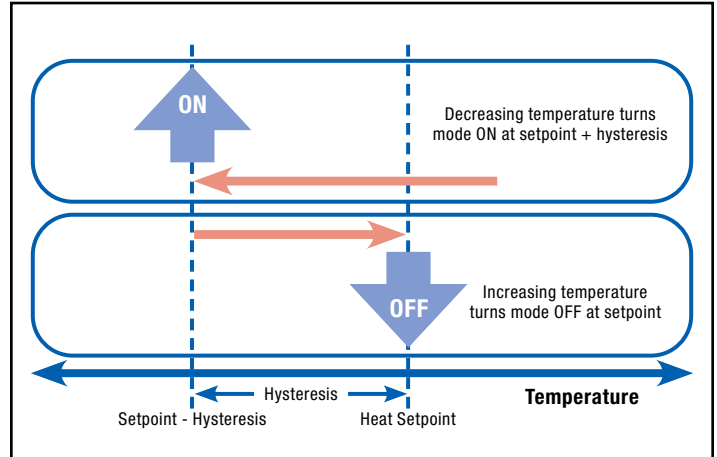 ON
Decreasing temperature turns
mode ON at setpoint + hysteresis
OFF
Increasing temperature
turns mode OFF at setpoint
Hysteresis
Temperature
Setpoint - Hysteresis
Heat Setpoint